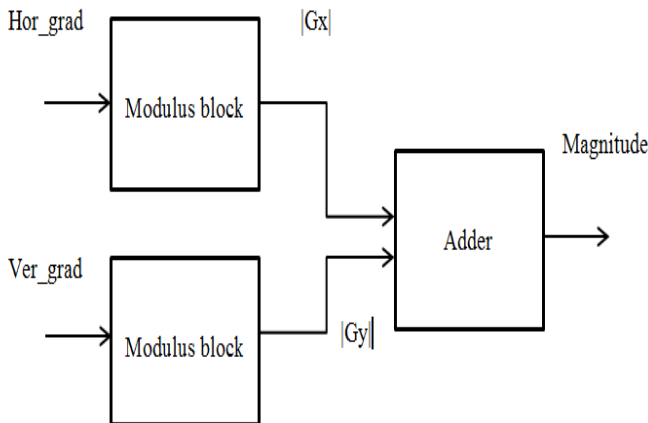 Hor_grad
|Gx|
Modulus block
Magnitude
Adder
Ver_grad
Modulus block
|Gy||